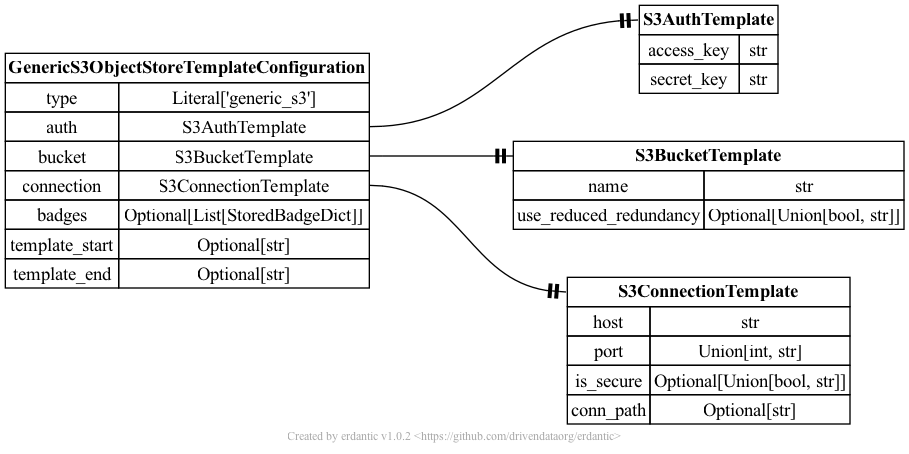 GenericS3ObjectStoreTemplateConfiguration
type Literal['generic_s3']
auth S3AuthTemplate
bucket S3BucketTemplate
connection S3ConnectionTemplate
badges Optional[List[StoredBadgeDict]]
template_start Optional[str]
template_end Optional[str]
S3AuthTemplate
access_key str
secret_key str
S3BucketTemplate
name str
use_reduced_redundancy Optional[Union[bool, str]]
S3ConnectionTemplate
host str
port Union[int, str]
is_secure Optional[Union[bool, str]]
conn_path Optional[str]
Created by erdantic v1.0.2 <https://github.com/drivendataorg/erdantic>